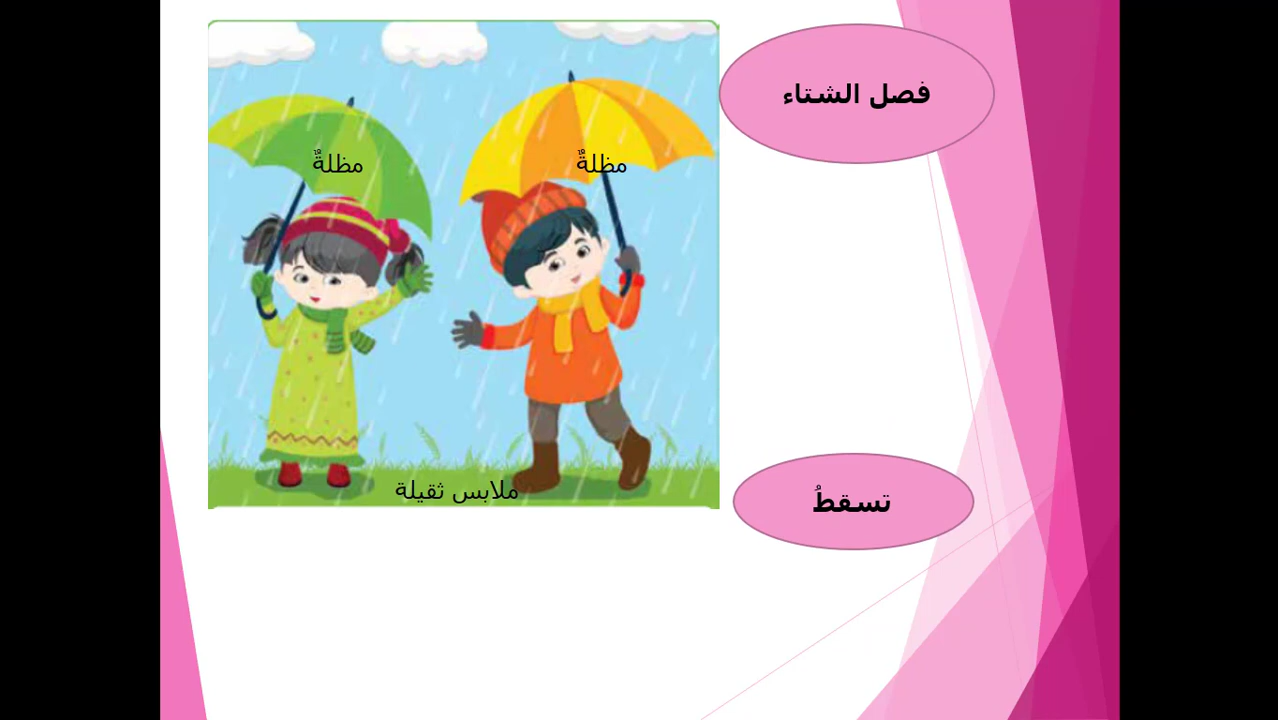 فصل الشتاء
مظلةٌ
مظلةٌ
ملابس ثقيلة
تسقطُ